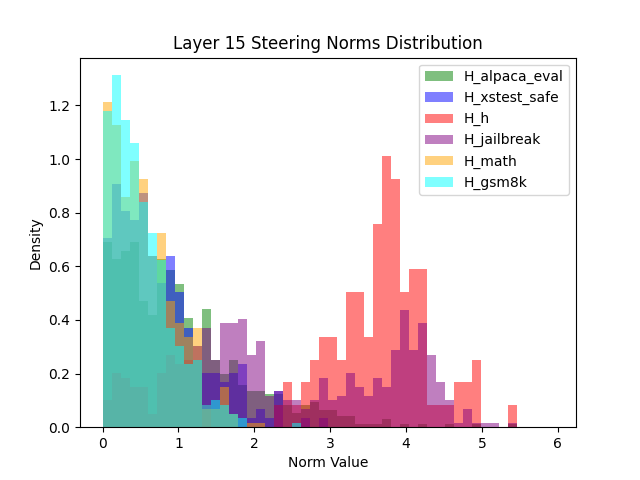 Layer 15 Steering Norms Distribution
H_alpaca_eval
H_xstest_safe
H_h
H_jailbreak
H_math
H_gsm8k
Density
1.2
1.0
0.8
0.6
0.4
0.2
0.0
0 1 2 3 4 5 6
Norm Value